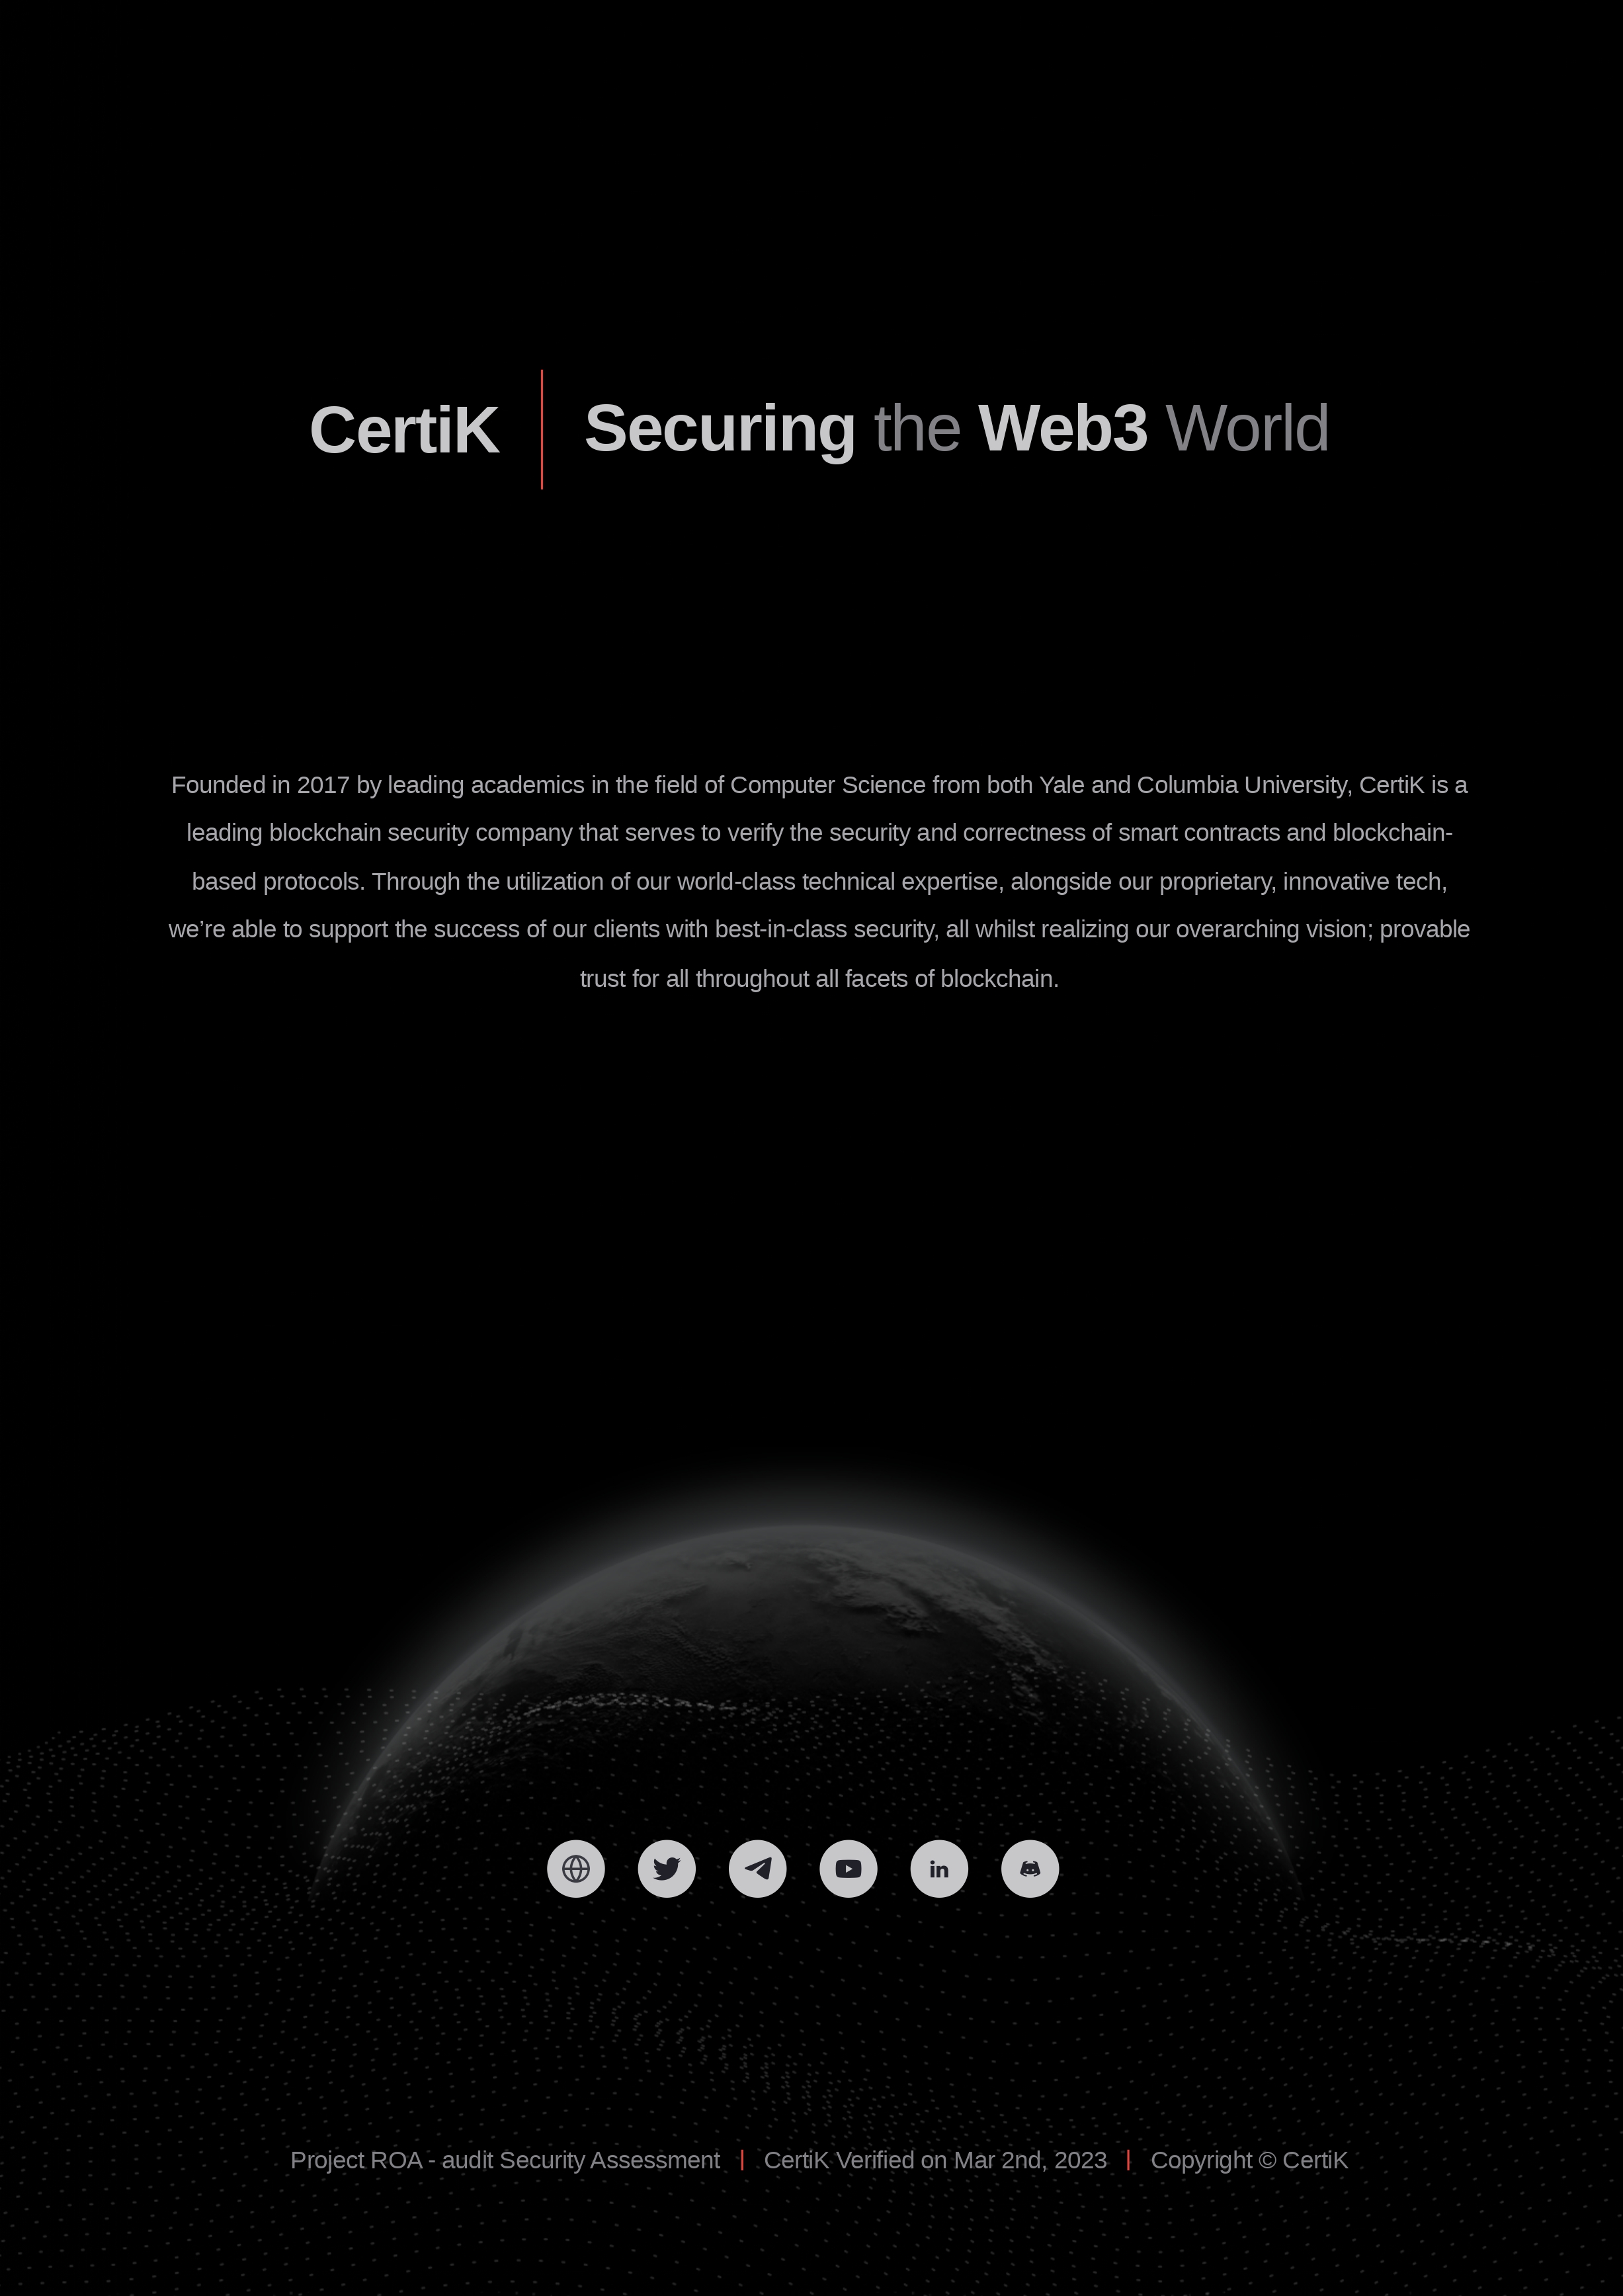 CertiK | Securing the Web3 World
Founded in 2017 by leading academics in the field of Computer Science from both Yale and Columbia University, CertiK is a
leading blockchain security company that serves to verify the security and correctness of smart contracts and blockchain-
based protocols. Through the utilization of our world-class technical expertise, alongside our proprietary, innovative tech,
we’re able to support the success of our clients with best-in-class security, all whilst realizing our overarching vision; provable
trust for all throughout all facets of blockchain.
in
Project ROA - audit Security Assessment | CertiK Verified on Mar 2nd, 2023 | Copyright © CertiK